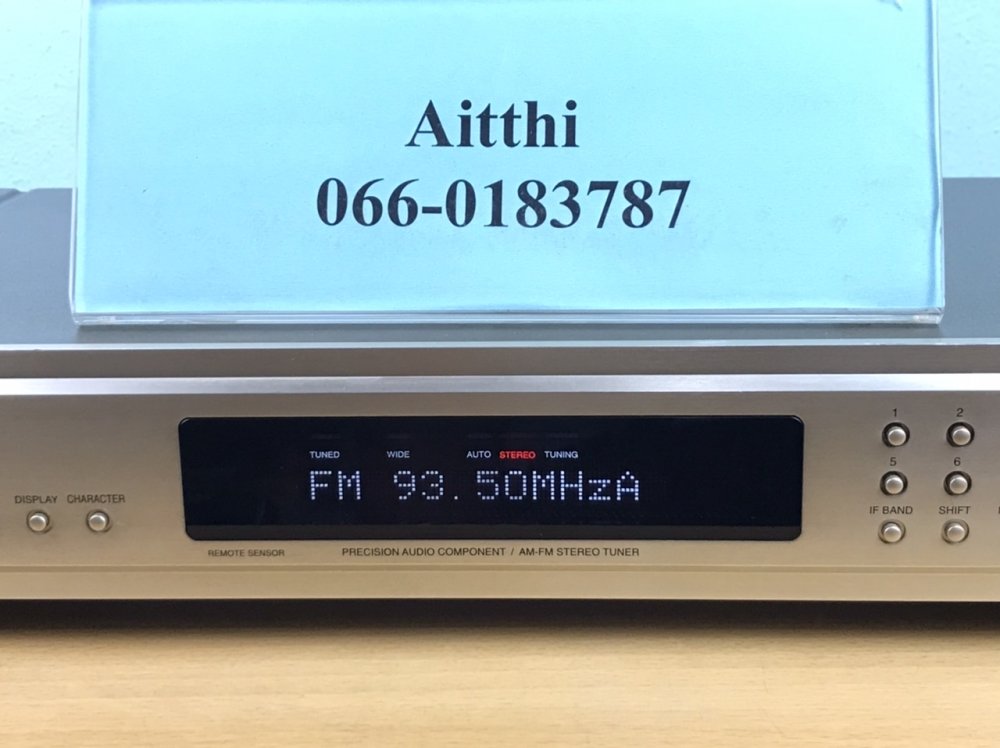 Aitthi
066-0183787
TUNED WIDE AUTO STEREO TUNING
FM 93.50MHzA
DISPLAY CHARACTER
REMOTE SENSOR
PRECISION AUDIO COMPONENT / AM-FM STEREO TUNER
1 2
5 6
IF BAND SHIFT